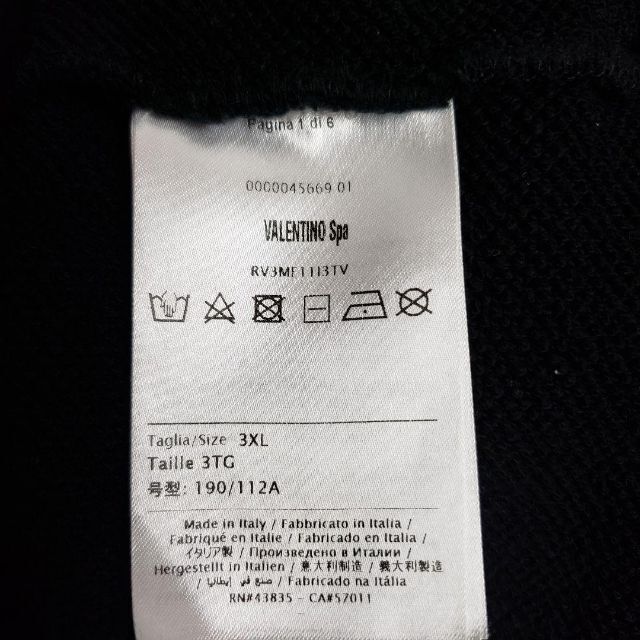 Pagina 1 di 6
0000045669 01
VALENTINO Spa
RV3MF11I3TV
Taglia/Size 3XL
Taille 3TG
号型: 190/112A
Made in Italy / Fabbricato in Italia /
Fabriqué en Italie / Fabricado en Italia /
イタリア製 / Произведено в Италии /
Hergestellt in Italien / 意大利制造 / 義大利製造
/ صنع في إيطاليا / Fabricado na Itália
RN#43835 - CA#57011